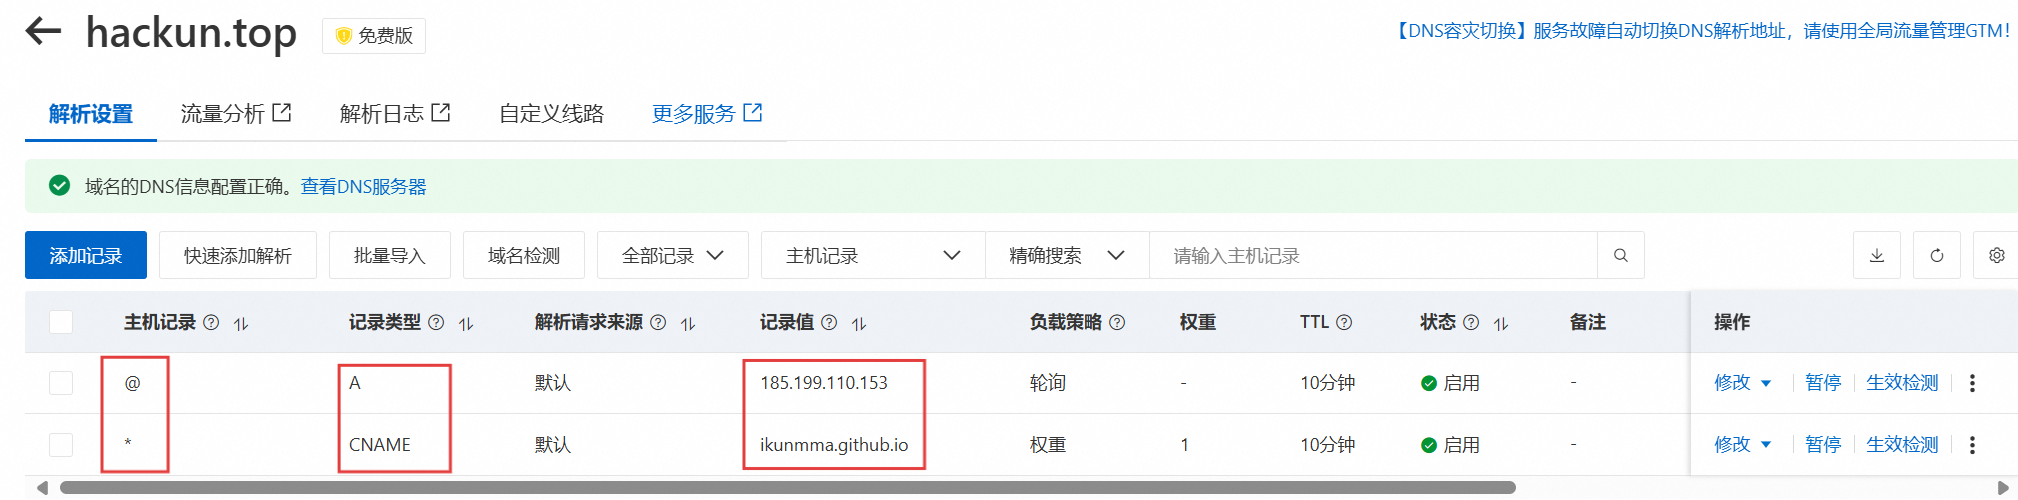 hackun.top 免费版 【DNS容灾切换】服务故障自动切换DNS解析地址，请使用全局流量管理GTM！
解析设置 流量分析 解析日志 自定义线路 更多服务
域名的DNS信息配置正确。查看DNS服务器
添加记录 快速添加解析 批量导入 域名检测 全部记录 主机记录 精确搜索 请输入主机记录
主机记录 记录类型 解析请求来源 记录值 负载策略 权重 TTL 状态 备注 操作
@ A 默认 185.199.110.153 轮询 - 10分钟 启用 - 修改 暂停 生效检测
* CNAME 默认 ikunmma.github.io 权重 1 10分钟 启用 - 修改 暂停 生效检测